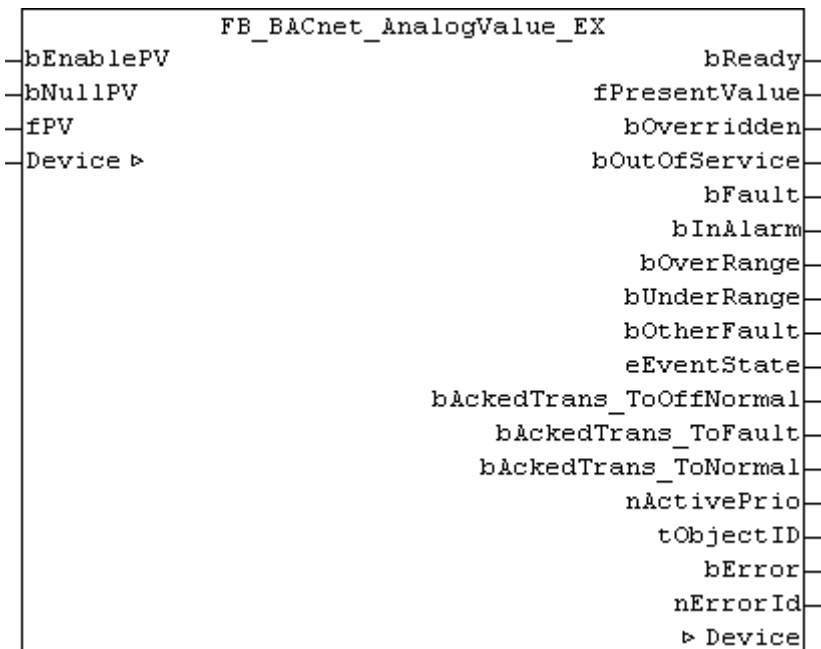 FB_BACnet_AnalogValue_EX
bEnablePV bReady
bNullPV fPresentValue
fPV bOverridden
Device ▷ bOutOfService
bFault
bInAlarm
bOverRange
bUnderRange
bOtherFault
eEventState
bAckedTrans_ToOffNormal
bAckedTrans_ToFault
bAckedTrans_ToNormal
nActivePrio
tObjectID
bError
nErrorId
▷ Device